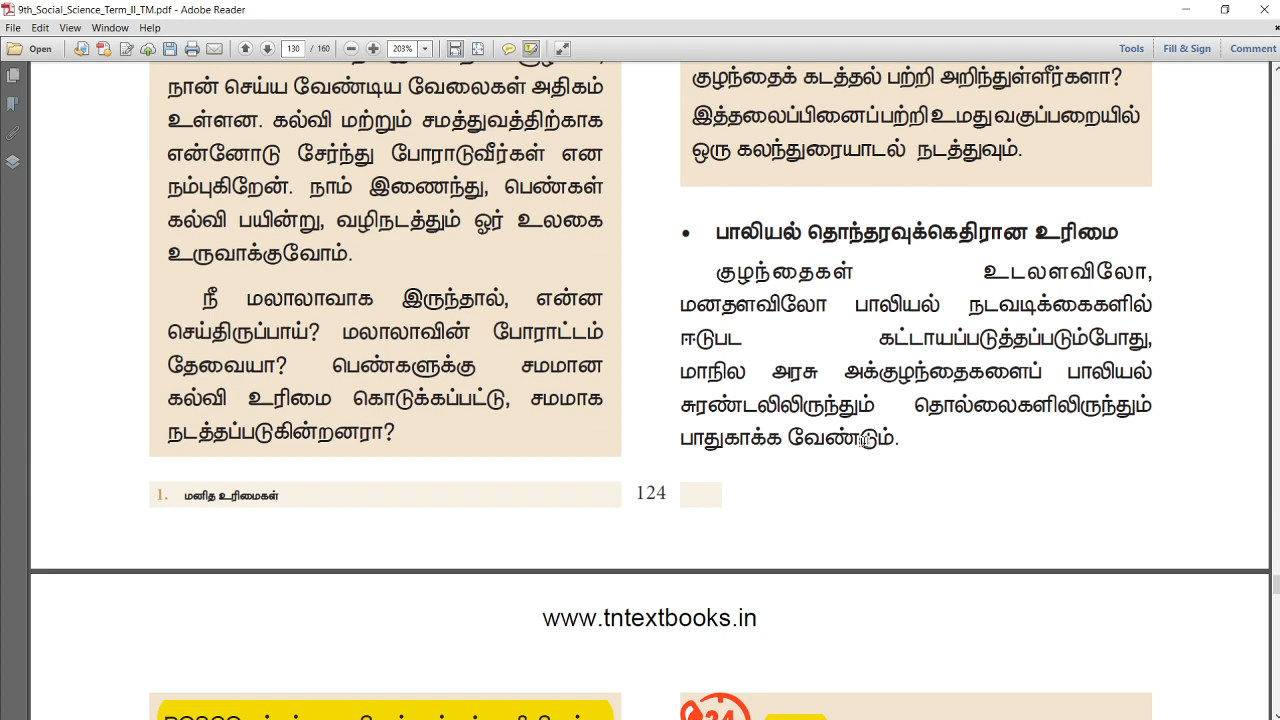 9th_Social_Science_Term_II_TM.pdf - Adobe Reader
File Edit View Window Help
Open 130 / 160 203% Tools Fill & Sign Comment
நான் செய்ய வேண்டிய வேலைகள் அதிகம்
உள்ளன. கல்வி மற்றும் சமத்துவத்திற்காக
என்னோடு சேர்ந்து போராடுவீர்கள் என
நம்புகிறேன். நாம் இணைந்து, பெண்கள்
கல்வி பயின்று, வழிநடத்தும் ஓர் உலகை
உருவாக்குவோம்.
நீ மலாலாவாக இருந்தால், என்ன
செய்திருப்பாய்? மலாலாவின் போராட்டம்
தேவையா? பெண்களுக்கு சமமான
கல்வி உரிமை கொடுக்கப்பட்டு, சமமாக
நடத்தப்படுகின்றனரா?
குழந்தைக் கடத்தல் பற்றி அறிந்துள்ளீர்களா?
இத்தலைப்பினைப்பற்றி உமது வகுப்பறையில்
ஒரு கலந்துரையாடல் நடத்துவும்.
• பாலியல் தொந்தரவுக்கெதிரான உரிமை
குழந்தைகள் உடலளவிலோ,
மனதளவிலோ பாலியல் நடவடிக்கைகளில்
ஈடுபட கட்டாயப்படுத்தப்படும்போது,
மாநில அரசு அக்குழந்தைகளைப் பாலியல்
சுரண்டலிலிருந்தும் தொல்லைகளிலிருந்தும்
பாதுகாக்க வேண்டும்.
1. மனித உரிமைகள்
124
www.tntextbooks.in
24